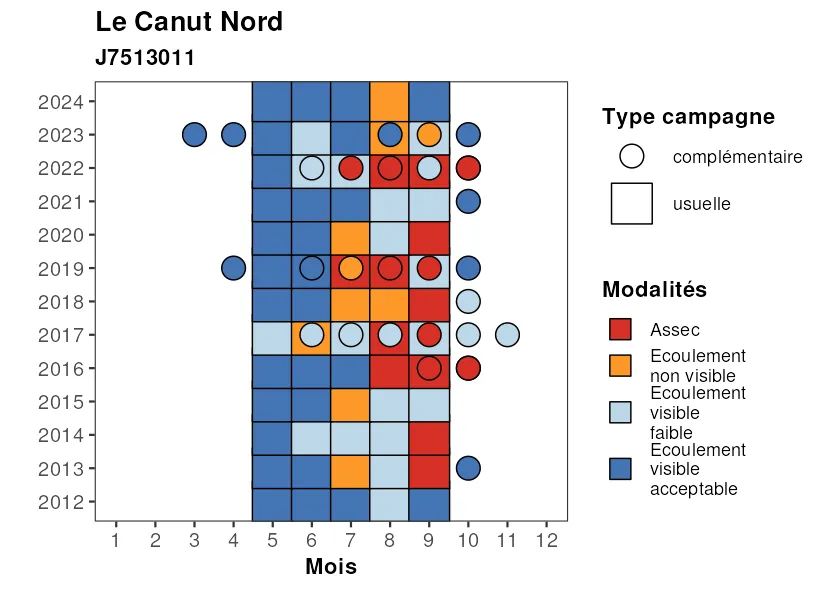 Le Canut Nord
J7513011
2024
2023
2022
2021
2020
2019
2018
2017
2016
2015
2014
2013
2012
1 2 3 4 5 6 7 8 9 10 11 12
Mois
Type campagne
complémentaire
usuelle
Modalités
Assec
Ecoulement
non visible
Ecoulement
visible
faible
Ecoulement
visible
acceptable